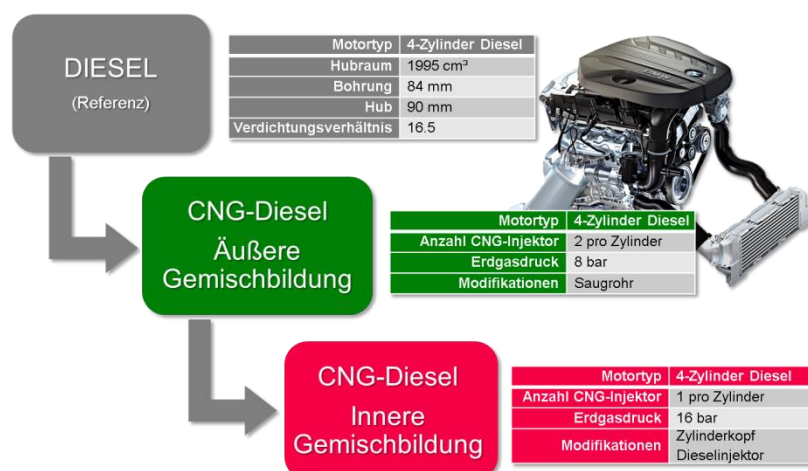 DIESEL
(Referenz)
Motortyp 4-Zylinder Diesel
Hubraum 1995 cm³
Bohrung 84 mm
Hub 90 mm
Verdichtungsverhältnis 16.5
CNG-Diesel
Äußere
Gemischbildung
Motortyp 4-Zylinder Diesel
Anzahl CNG-Injektor 2 pro Zylinder
Erdgasdruck 8 bar
Modifikationen Saugrohr
CNG-Diesel
Innere
Gemischbildung
Motortyp 4-Zylinder Diesel
Anzahl CNG-Injektor 1 pro Zylinder
Erdgasdruck 16 bar
Modifikationen Zylinderkopf
Dieselinjektor